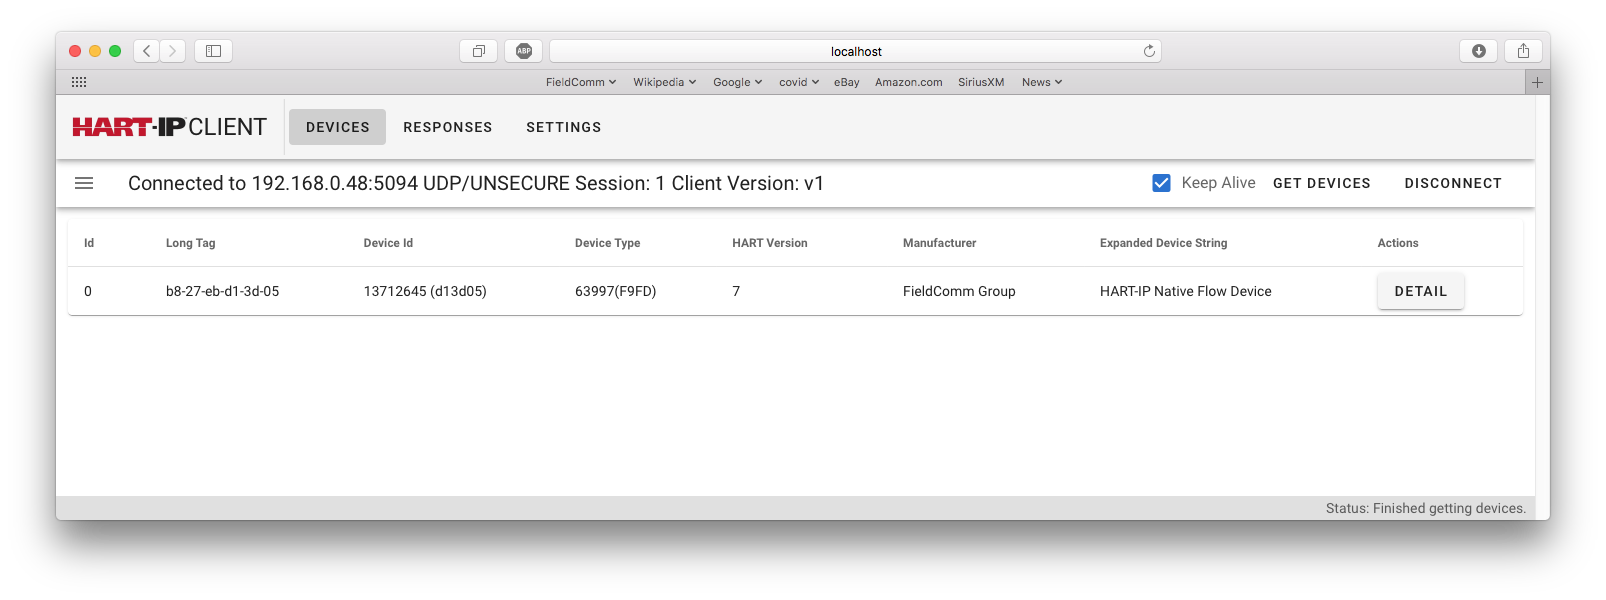 ABP
localhost
FieldComm Wikipedia Google covid eBay Amazon.com SiriusXM News
HART-IP CLIENT DEVICES RESPONSES SETTINGS
Connected to 192.168.0.48:5094 UDP/UNSECURE Session: 1 Client Version: v1 Keep Alive GET DEVICES DISCONNECT
Id Long Tag Device Id Device Type HART Version Manufacturer Expanded Device String Actions
0 b8-27-eb-d1-3d-05 13712645 (d13d05) 63997(F9FD) 7 FieldComm Group HART-IP Native Flow Device DETAIL
Status: Finished getting devices.